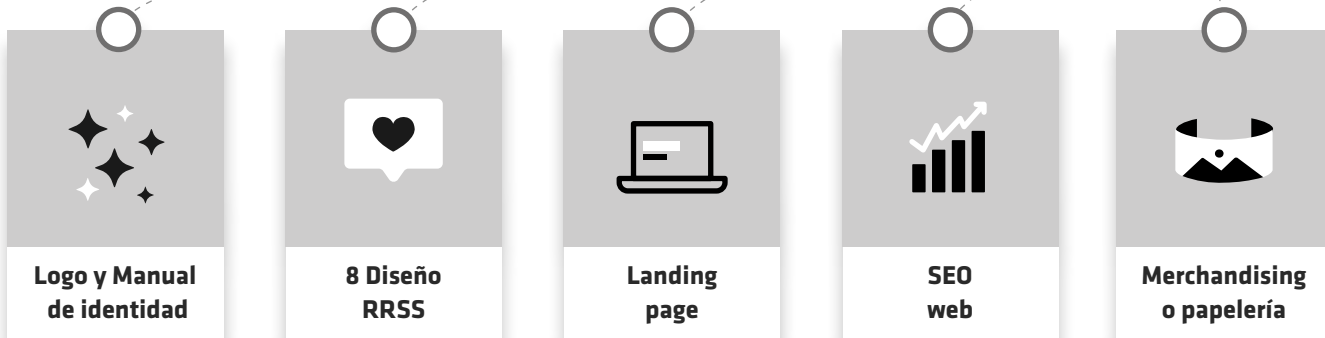 Logo y Manual
de identidad
8 Diseño
RRSS
Landing
page
SEO
web
Merchandising
o papelería